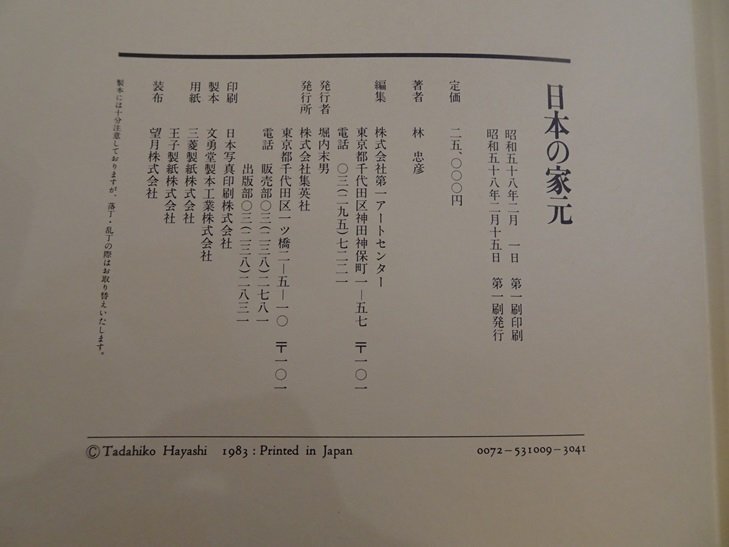 日本の家元
昭和五十八年二月　一日　第一刷印刷
昭和五十八年二月十五日　第一刷発行
定価　二五、〇〇〇円
著者　林　忠彦
編集　株式会社第一アートセンター
東京都千代田区神田神保町一―五七　〒一〇一
電話　〇三(二九五)七二二一
発行者　堀内末男
発行所　株式会社集英社
東京都千代田区一ツ橋二―五―一〇　〒一〇一
電話　販売部〇三(二三八)二七八一
出版部〇三(二三八)二八三一
印刷　日本写真印刷株式会社
製本　文勇堂製本工業株式会社
用紙　三菱製紙株式会社
王子製紙株式会社
装布　望月株式会社
製本には十分注意しておりますが、落丁・乱丁の際はお取り替えいたします。
©Tadahiko Hayashi 1983 : Printed in Japan
0072-531009-3041